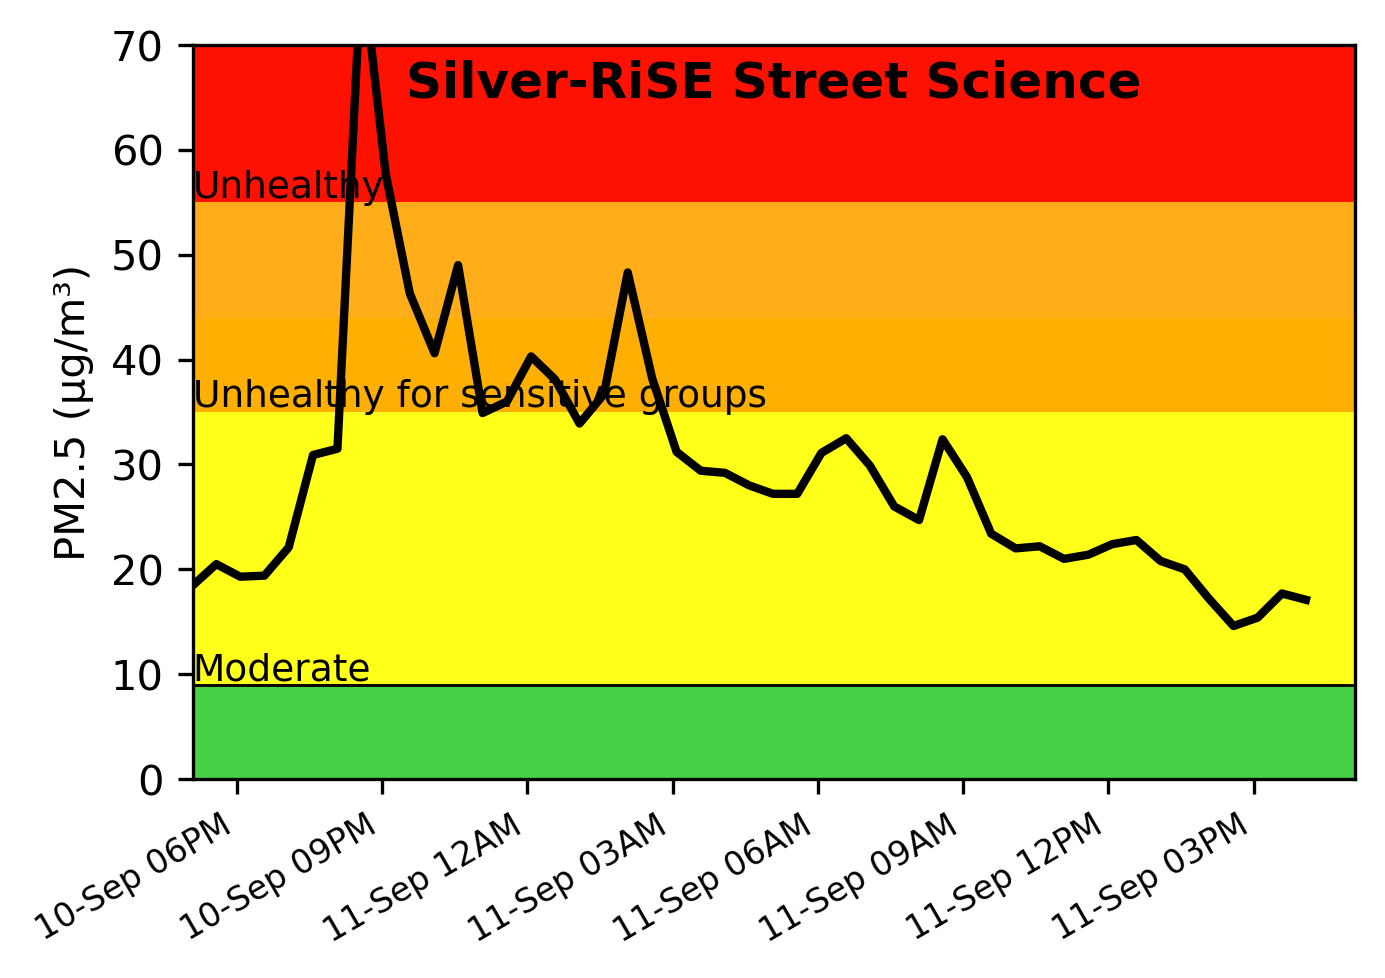 Silver-RiSE Street Science
PM2.5 (µg/m³)
70
60
50
40
30
20
10
0
Unhealthy
Unhealthy for sensitive groups
Moderate
10-Sep 06PM
10-Sep 09PM
11-Sep 12AM
11-Sep 03AM
11-Sep 06AM
11-Sep 09AM
11-Sep 12PM
11-Sep 03PM